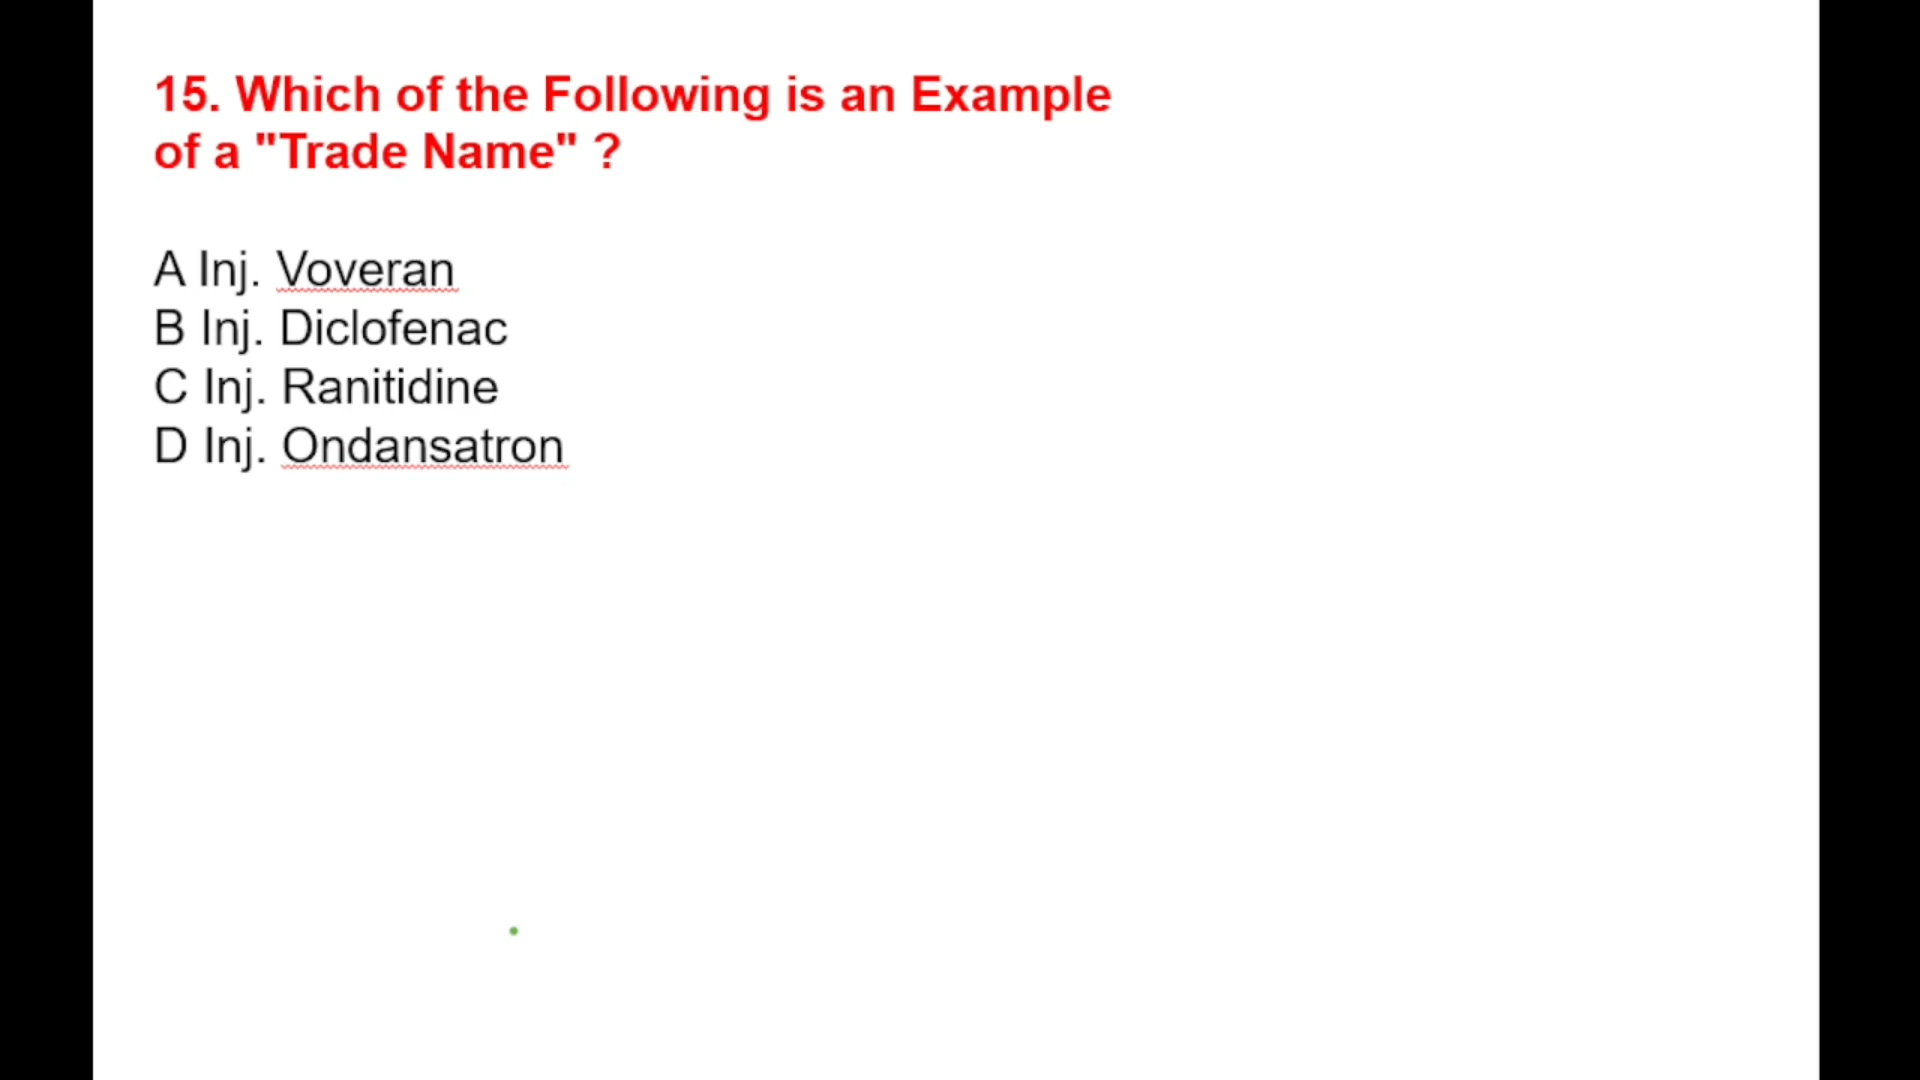 15. Which of the Following is an Example
of a "Trade Name" ?
A Inj. Voveran
B Inj. Diclofenac
C Inj. Ranitidine
D Inj. Ondansatron